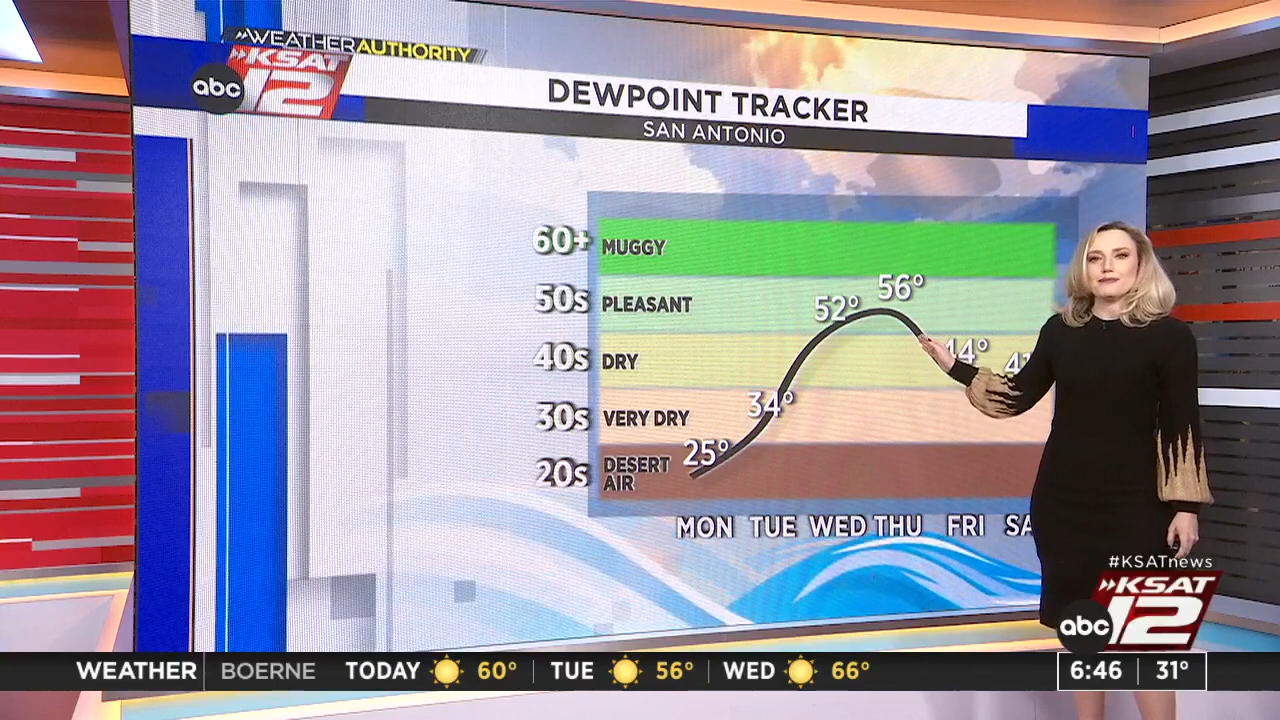 WEATHERAUTHORITY
KSAT
abc 12
DEWPOINT TRACKER
SAN ANTONIO
60+ MUGGY
50s PLEASANT
40s DRY
30s VERY DRY
20s DESERT AIR
25° 34° 52° 56° 44°
MON TUE WED THU FRI
#KSATnews
KSAT
abc 12
WEATHER BOERNE TODAY 60° TUE 56° WED 66°
6:46 31°